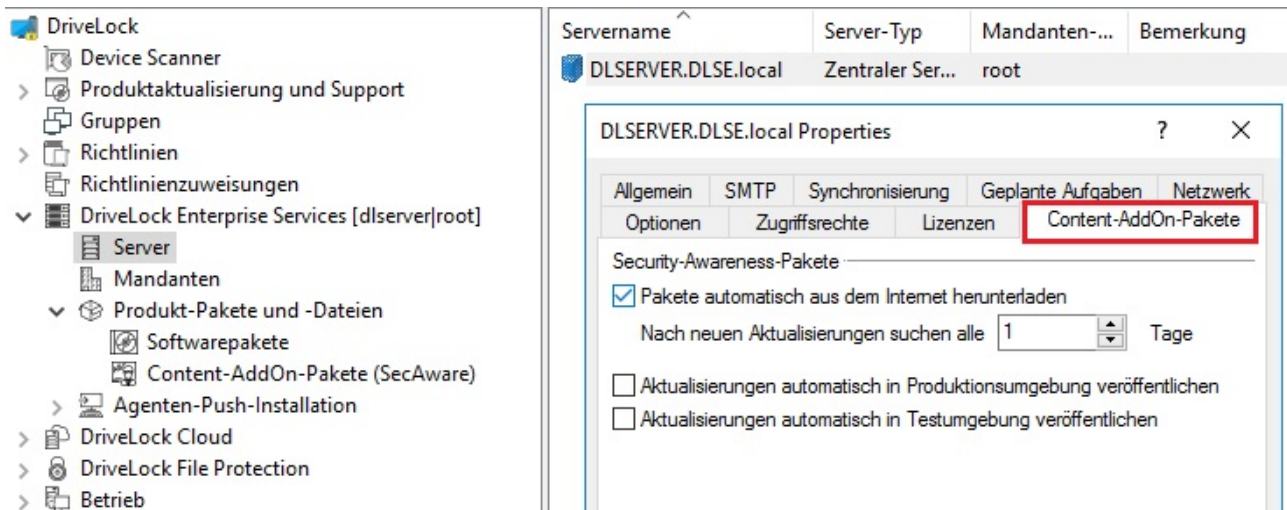 DriveLock
Device Scanner
Produktaktualisierung und Support
Gruppen
Richtlinien
Richtlinienzuweisungen
DriveLock Enterprise Services [dlserver|root]
Server
Mandanten
Produkt-Pakete und -Dateien
Softwarepakete
Content-AddOn-Pakete (SecAware)
Agenten-Push-Installation
DriveLock Cloud
DriveLock File Protection
Betrieb
Servername Server-Typ Mandanten-... Bemerkung
DLSERVER.DLSE.local Zentraler Ser... root
DLSERVER.DLSE.local Properties ? X
Allgemein SMTP Synchronisierung Geplante Aufgaben Netzwerk
Optionen Zugriffsrechte Lizenzen Content-AddOn-Pakete
Security-Awareness-Pakete
Pakete automatisch aus dem Internet herunterladen
Nach neuen Aktualisierungen suchen alle 1 Tage
Aktualisierungen automatisch in Produktionsumgebung veröffentlichen
Aktualisierungen automatisch in Testumgebung veröffentlichen